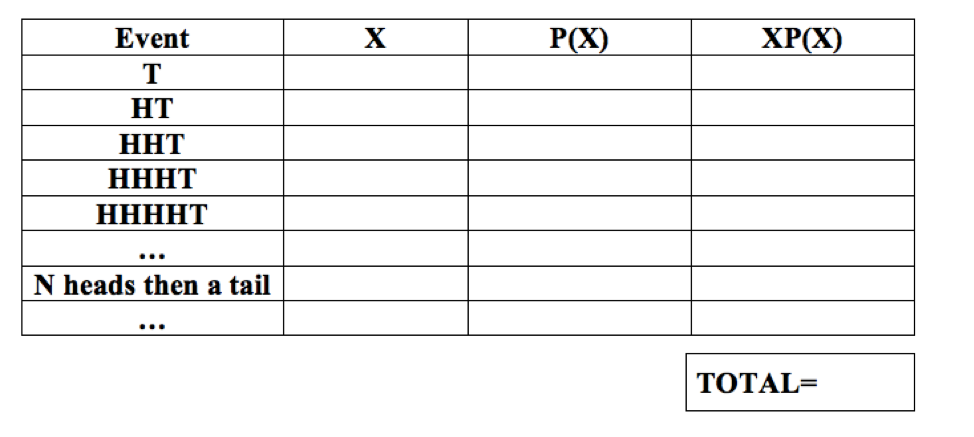 Event X P(X) XP(X)
T
HT
HHT
HHHT
HHHHT
...
N heads then a tail
...
TOTAL=